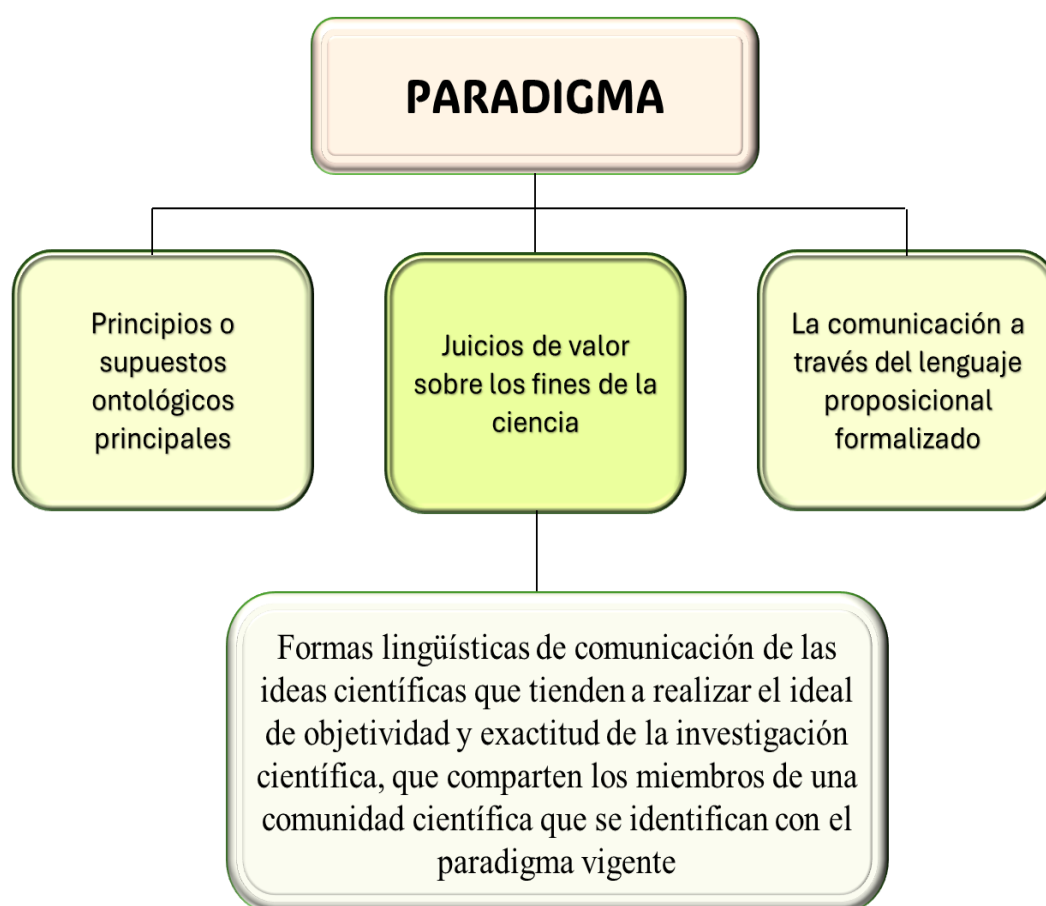 PARADIGMA
Principios o
supuestos
ontológicos
principales
Juicios de valor
sobre los fines de la
ciencia
La comunicación a
través del lenguaje
proposicional
formalizado
Formas lingüísticas de comunicación de las
ideas científicas que tienden a realizar el ideal
de objetividad y exactitud de la investigación
científica, que comparten los miembros de una
comunidad científica que se identifican con el
paradigma vigente